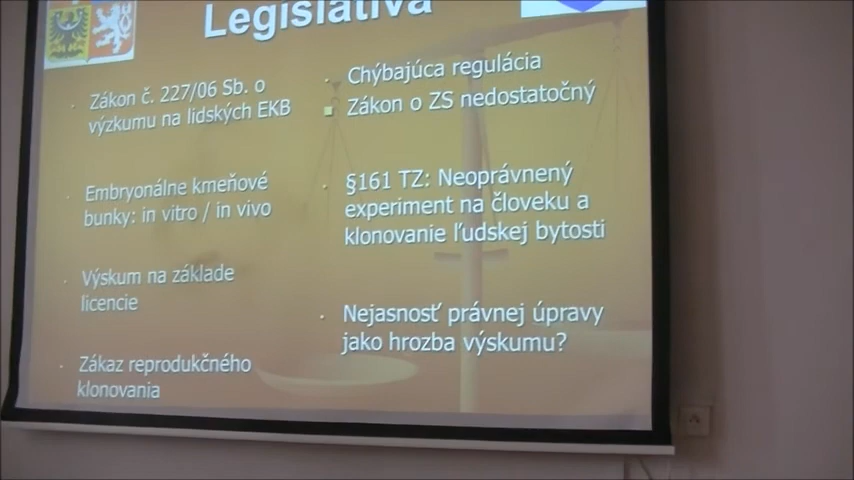 Legislatíva
Zákon č. 227/06 Sb. o
výzkumu na lidských EKB
Embryonálne kmeňové
bunky: in vitro / in vivo
Výskum na základe
licencie
Zákaz reprodukčného
klonovania
Chýbajúca regulácia
Zákon o ZS nedostatočný
§161 TZ: Neoprávnený
experiment na človeku a
klonovanie ľudskej bytosti
Nejasnosť právnej úpravy
jako hrozba výskumu?